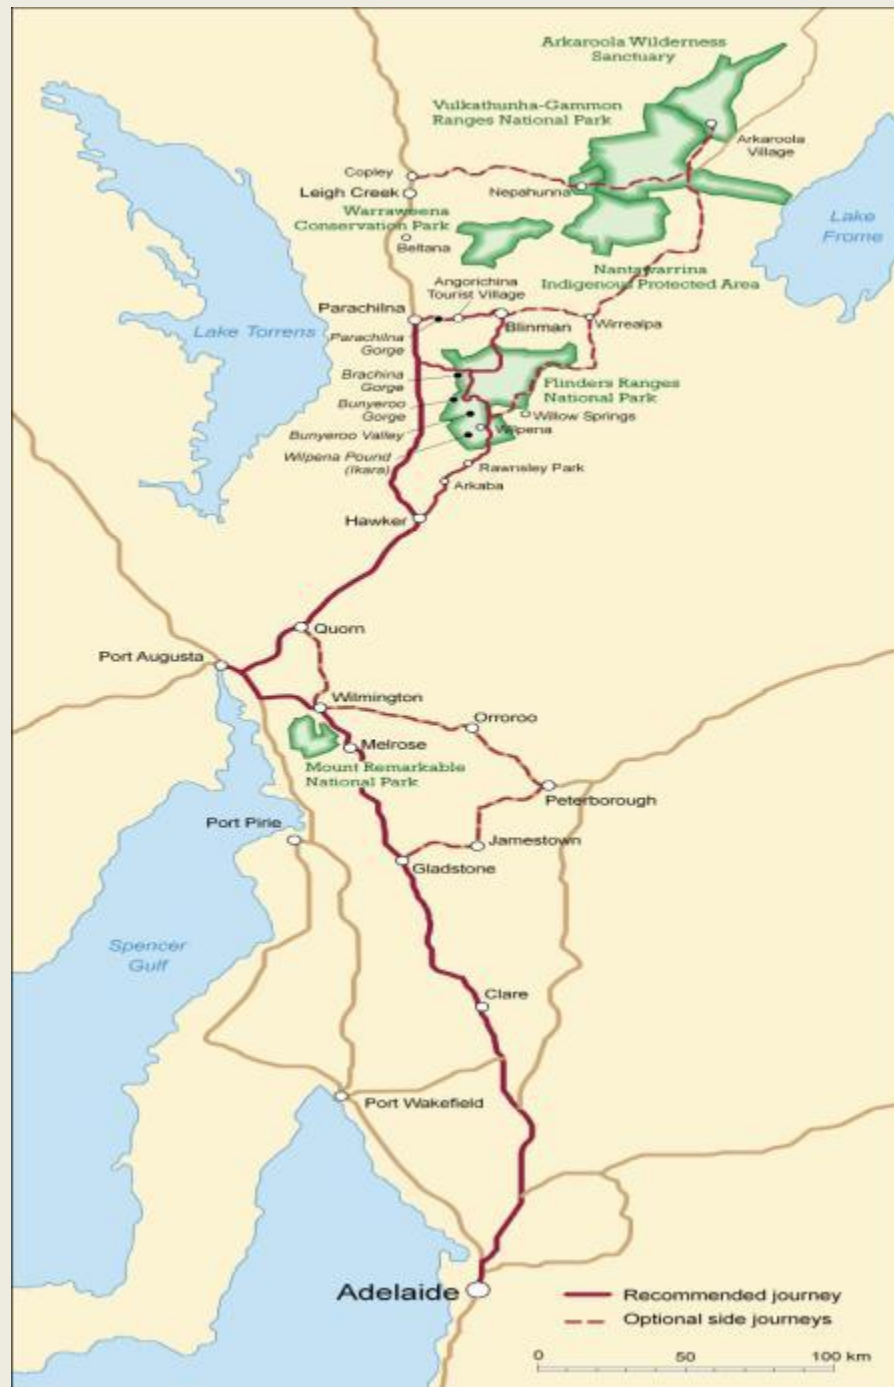 Arkaroola Wilderness
Sanctuary
Vulkathunha-Gammon
Ranges National Park
Arkaroola
Village
Copley
Leigh Creek
Nepahunna
Warraweena
Conservation Park
Beltana
Lake
Frome
Nantawarrina
Indigenous Protected Area
Angorichina
Tourist Village
Parachilna
Blinman
Wirrealpa
Lake Torrens
Parachilna
Gorge
Brachina
Gorge
Flinders Ranges
National Park
Bunyeroo
Gorge
Willow Springs
Bunyeroo Valley
Wilpena
Wilpena Pound
(Ikara)
Rawnsley Park
Arkaba
Hawker
Quorn
Port Augusta
Wilmington
Orroroo
Melrose
Mount Remarkable
National Park
Peterborough
Port Pirie
Jamestown
Gladstone
Spencer
Gulf
Clare
Port Wakefield
Adelaide
Recommended journey
Optional side journeys
0 50 100 km